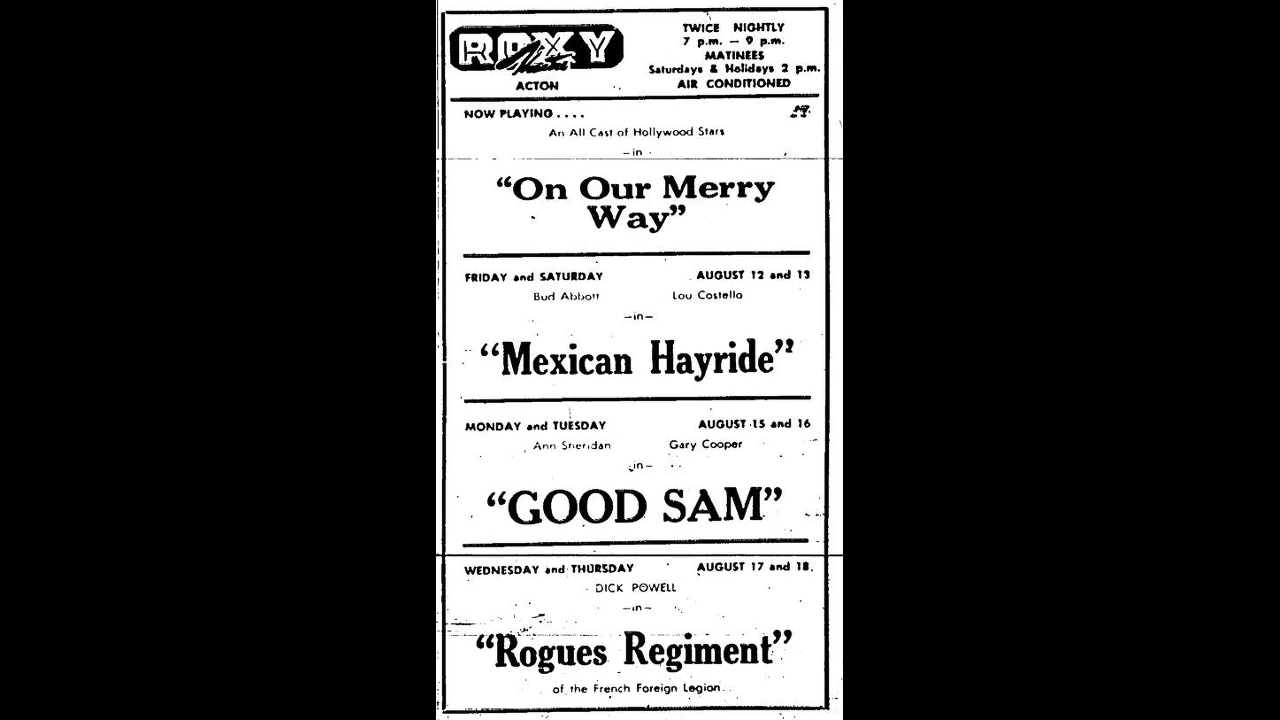 ROXY
Theatre
ACTON
TWICE NIGHTLY
7 p.m. — 9 p.m.
MATINEES
Saturdays & Holidays 2 p.m.
AIR CONDITIONED
NOW PLAYING . . . .
An All Cast of Hollywood Stars
—in
“On Our Merry
Way”
FRIDAY and SATURDAY AUGUST 12 and 13
Bud Abbott Lou Costello
—in—
“Mexican Hayride”
MONDAY and TUESDAY AUGUST 15 and 16
Ann Sheridan Gary Cooper
in—
“GOOD SAM”
WEDNESDAY and THURSDAY AUGUST 17 and 18.
DICK POWELL
—in—
“Rogues Regiment”
of the French Foreign Legion..